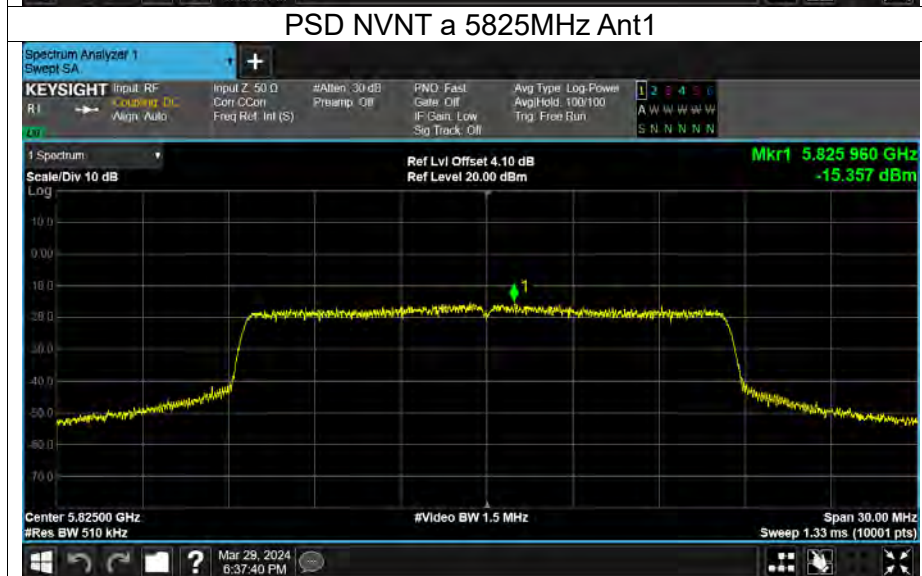 PSD NVNT a 5825MHz Ant1
Spectrum Analyzer 1
Swept SA
+
KEYSIGHT Input: RF Input Z: 50 Ω #Atten: 30 dB PNO: Fast Avg Type: Log-Power 1 2 3 4 5 6
Coupling: DC Corr CCorr Preamp: Off Gate: Off Avg|Hold: 100/100 A W W W W W
Align: Auto Freq Ref: Int (S) IF Gain: Low Trig: Free Run
Sig Track: Off S N N N N N
1 Spectrum Ref Lvl Offset 4.10 dB Mkr1 5.825 960 GHz
Scale/Div 10 dB Ref Level 20.00 dBm -15.357 dBm
Log
10.0
0.00
1
-40.0
-50.0
-60.0
-70.0
Center 5.82500 GHz #Video BW 1.5 MHz Span 30.00 MHz
#Res BW 510 kHz Sweep 1.33 ms (10001 pts)
? Mar 29, 2024
6:37:40 PM